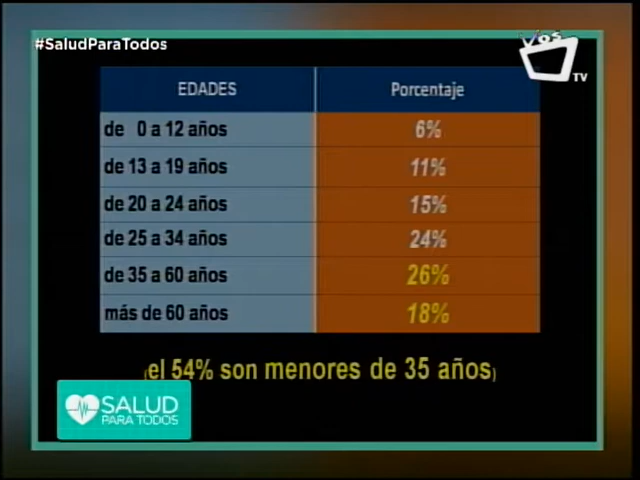 #SaludParaTodos
Vos
TV
EDADES Porcentaje
de 0 a 12 años 6%
de 13 a 19 años 11%
de 20 a 24 años 15%
de 25 a 34 años 24%
de 35 a 60 años 26%
más de 60 años 18%
(el 54% son menores de 35 años)
SALUD
PARA TODOS